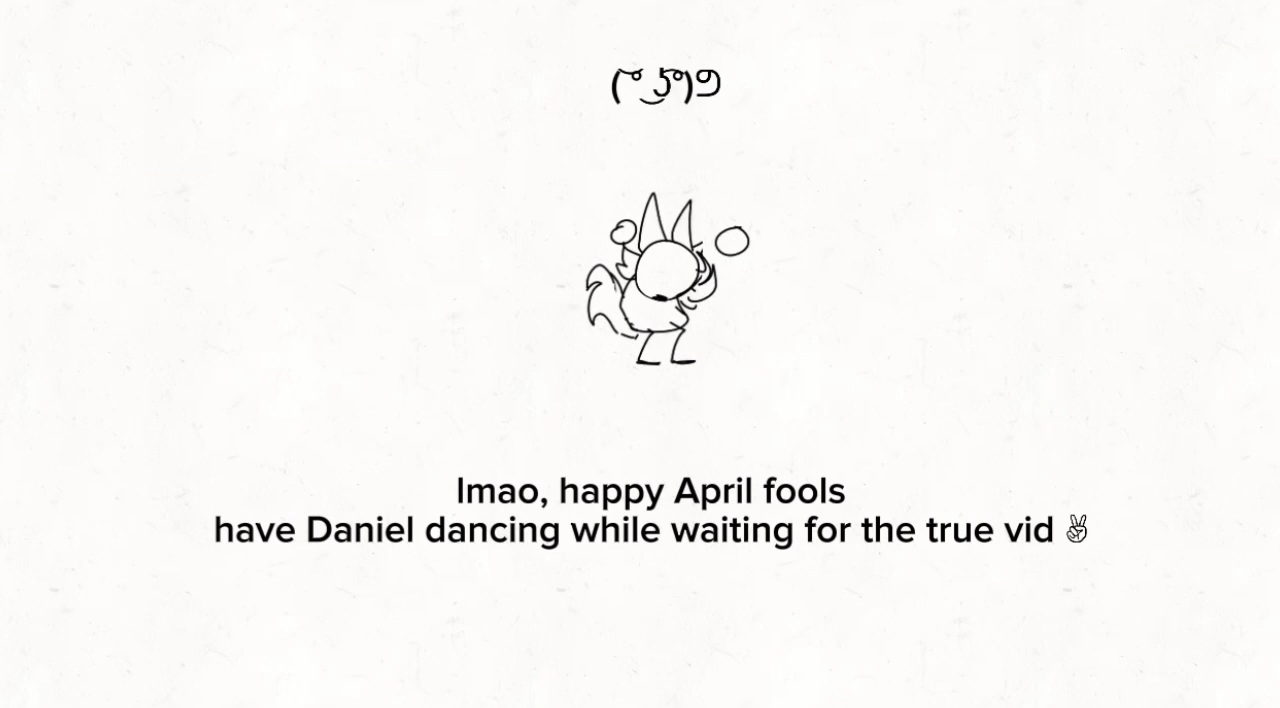 ( ͠° ͟ʖ ͡°)ᕤ
lmao, happy April fools
have Daniel dancing while waiting for the true vid ✌